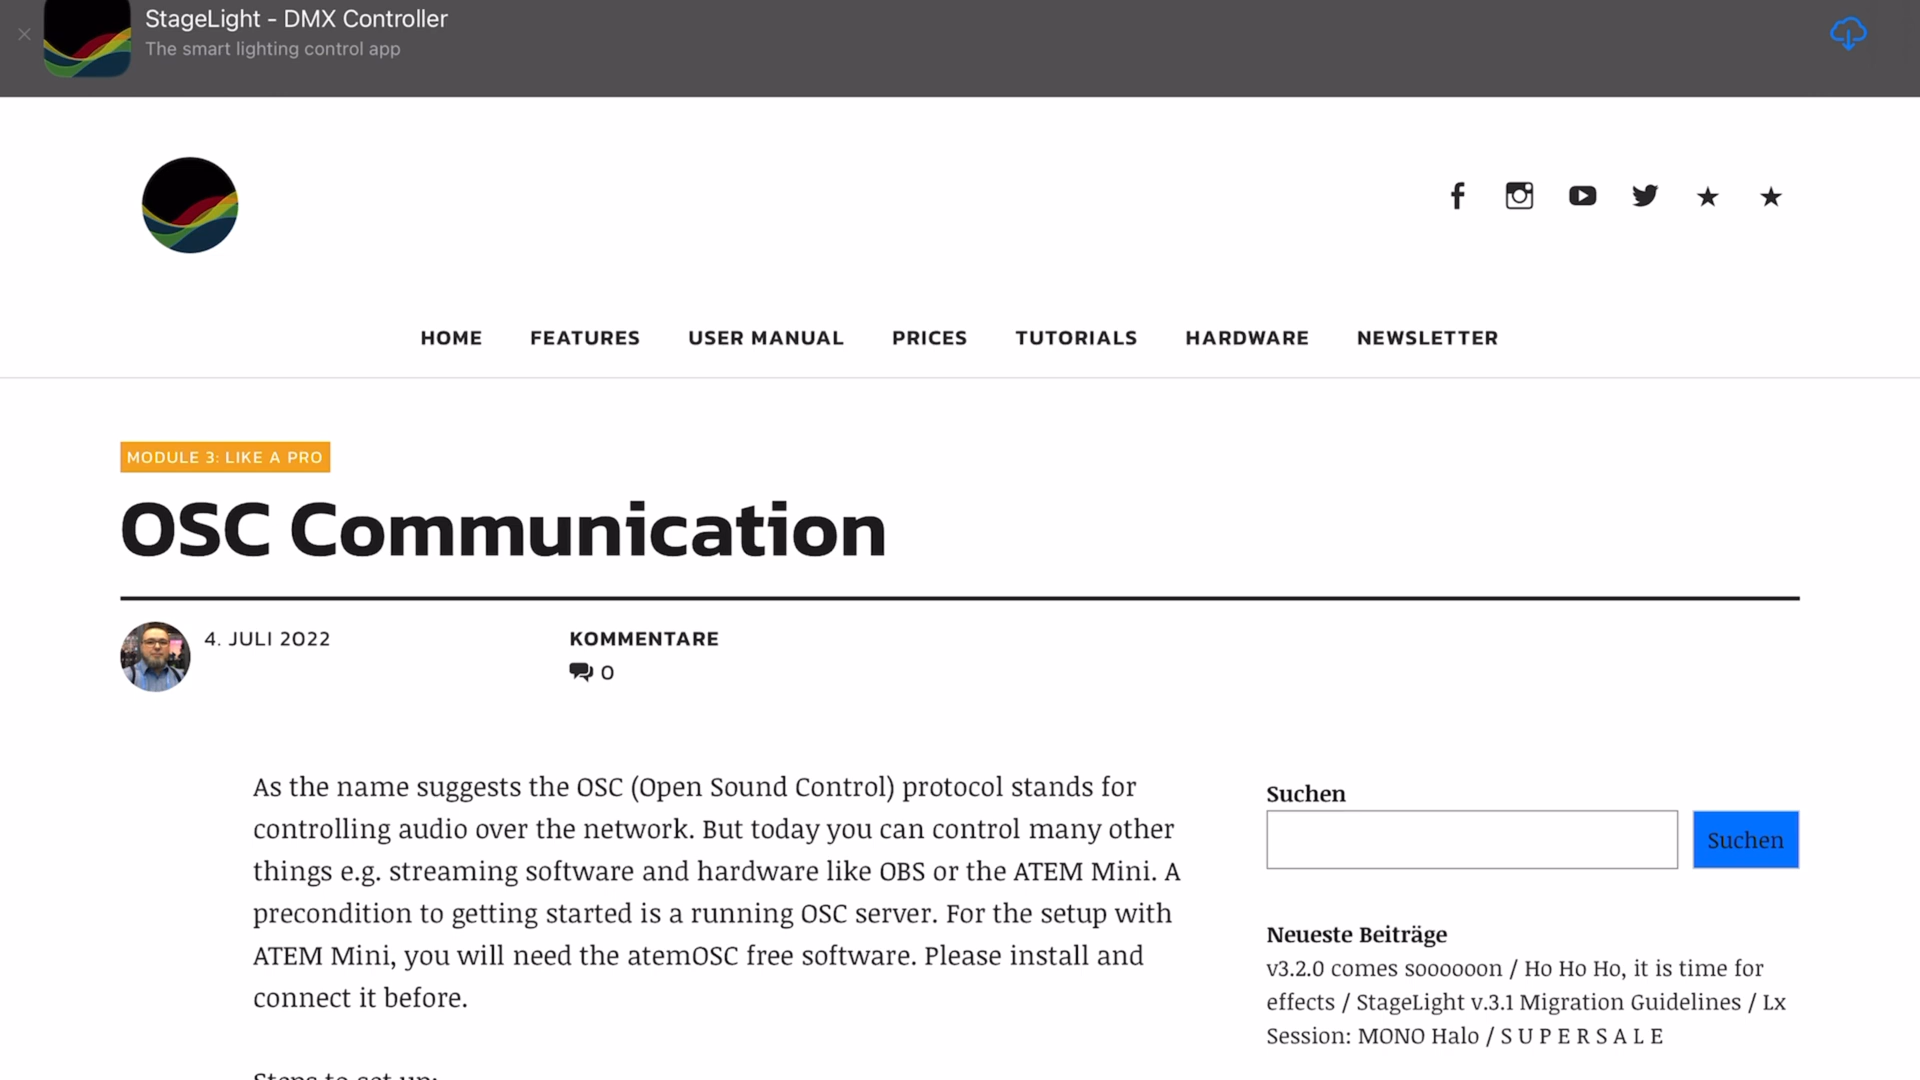 StageLight - DMX Controller
The smart lighting control app
HOME FEATURES USER MANUAL PRICES TUTORIALS HARDWARE NEWSLETTER
MODULE 3: LIKE A PRO
OSC Communication
4. JULI 2022
KOMMENTARE
0
As the name suggests the OSC (Open Sound Control) protocol stands for
controlling audio over the network. But today you can control many other
things e.g. streaming software and hardware like OBS or the ATEM Mini. A
precondition to getting started is a running OSC server. For the setup with
ATEM Mini, you will need the atemOSC free software. Please install and
connect it before.
Steps to set up:
Suchen
Suchen
Neueste Beiträge
v3.2.0 comes soooooon / Ho Ho Ho, it is time for
effects / StageLight v.3.1 Migration Guidelines / Lx
Session: MONO Halo / S U P E R S A L E